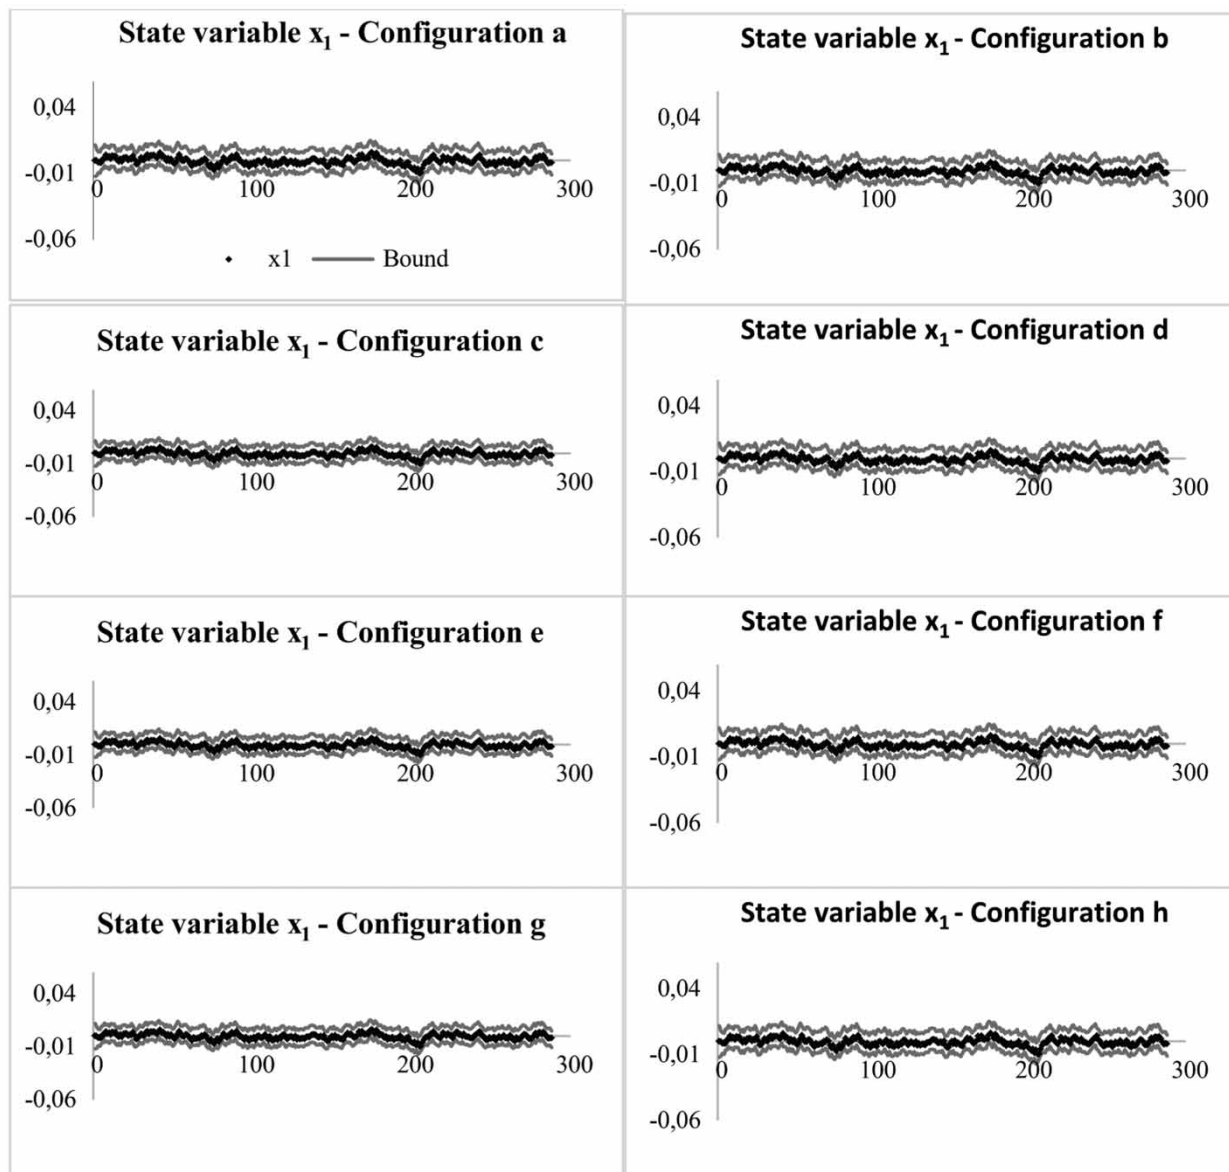 State variable x₁ - Configuration a
0,04
-0,01
0 100 200 300
-0,06
x1 Bound
State variable x₁ - Configuration b
0,04
-0,01
0 100 200 300
-0,06
State variable x₁ - Configuration c
0,04
-0,01
0 100 200 300
-0,06
State variable x₁ - Configuration d
0,04
-0,01
0 100 200 300
-0,06
State variable x₁ - Configuration e
0,04
-0,01
0 100 200 300
-0,06
State variable x₁ - Configuration f
0,04
-0,01
0 100 200 300
-0,06
State variable x₁ - Configuration g
0,04
-0,01
0 100 200 300
-0,06
State variable x₁ - Configuration h
0,04
-0,01
0 100 200 300
-0,06